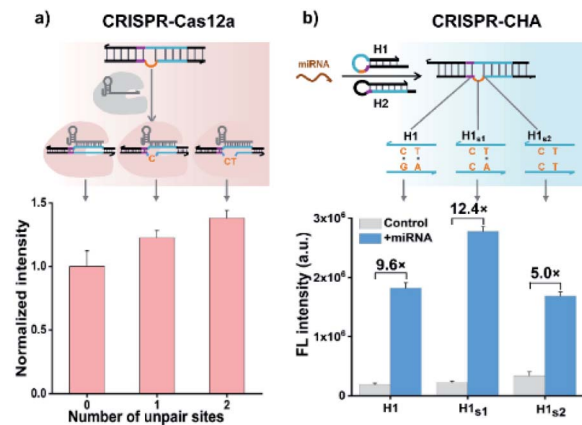 a) CRISPR-Cas12a
C
CT
Normalized intensity
1.5
1.0
0.5
0.0
0 1 2
Number of unpair sites
b) CRISPR-CHA
miRNA
H1
H2
H1 H1s1 H1s2
C T C T C T
G A C A C T
FL intensity (a.u.)
3x10⁶
2x10⁶
1x10⁶
0
Control
+miRNA
9.6×
12.4×
5.0×
H1 H1s1 H1s2